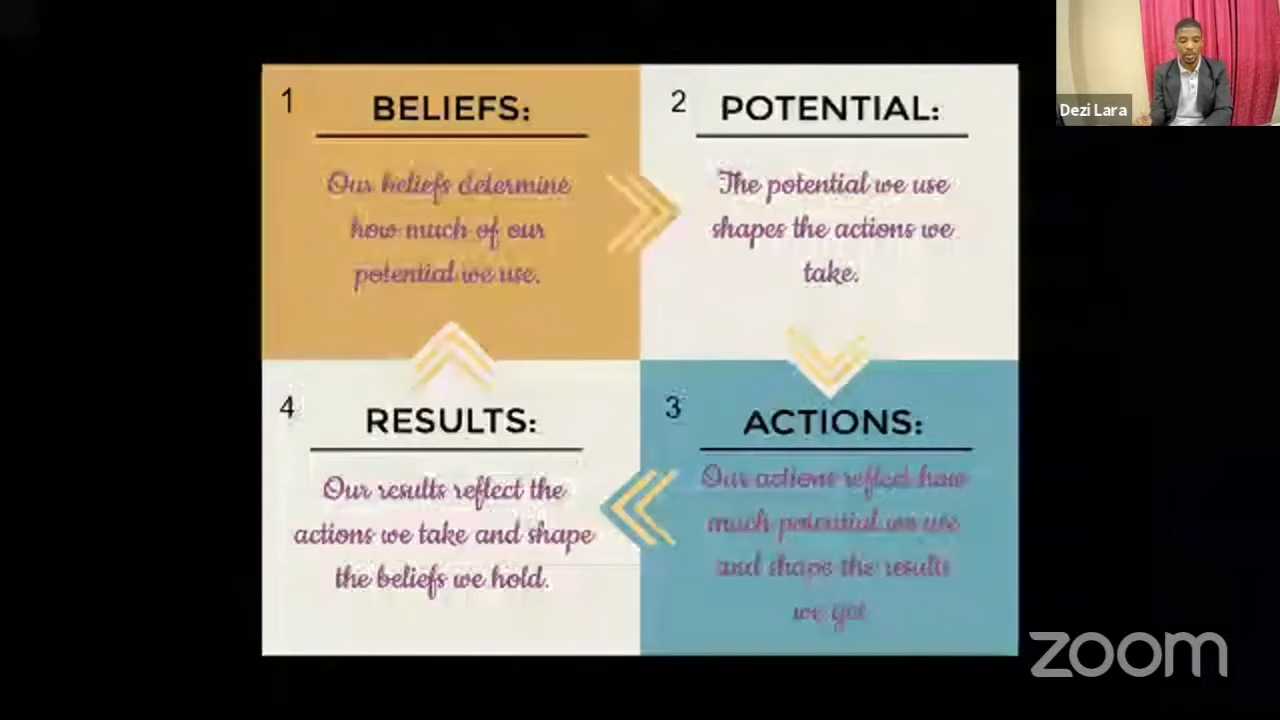 1
BELIEFS:
Our beliefs determine
how much of our
potential we use.
2
POTENTIAL:
The potential we use
shapes the actions we
take.
3
ACTIONS:
Our actions reflect how
much potential we use
and shape the results
we get
4
RESULTS:
Our results reflect the
actions we take and shape
the beliefs we hold.
Dezi Lara
zoom